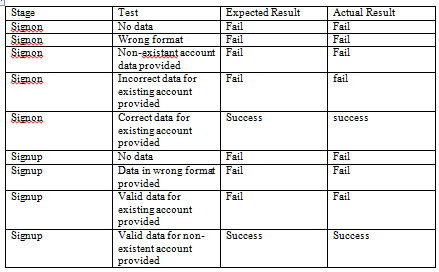 Stage Test Expected Result Actual Result
Signon No data Fail Fail
Signon Wrong format Fail Fail
Signon Non-existant account Fail Fail
data provided
Signon Incorrect data for Fail fail
existing account
provided
Signon Correct data for Success success
existing account
provided
Signup No data Fail Fail
Signup Data in wrong format Fail Fail
provided
Signup Valid data for Fail Fail
existing account
provided
Signup Valid data for non- Success Success
existent account
provided